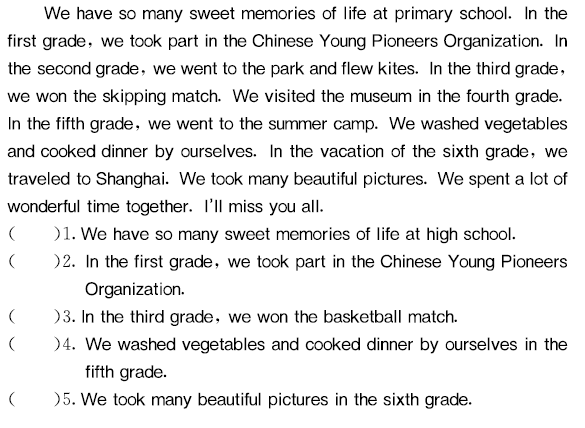 We have so many sweet memories of life at primary school. In the
first grade, we took part in the Chinese Young Pioneers Organization. In
the second grade, we went to the park and flew kites. In the third grade,
we won the skipping match. We visited the museum in the fourth grade.
In the fifth grade, we went to the summer camp. We washed vegetables
and cooked dinner by ourselves. In the vacation of the sixth grade, we
traveled to Shanghai. We took many beautiful pictures. We spent a lot of
wonderful time together. I'll miss you all.
( )1. We have so many sweet memories of life at high school.
( )2. In the first grade, we took part in the Chinese Young Pioneers
Organization.
( )3. In the third grade, we won the basketball match.
( )4. We washed vegetables and cooked dinner by ourselves in the
fifth grade.
( )5. We took many beautiful pictures in the sixth grade.